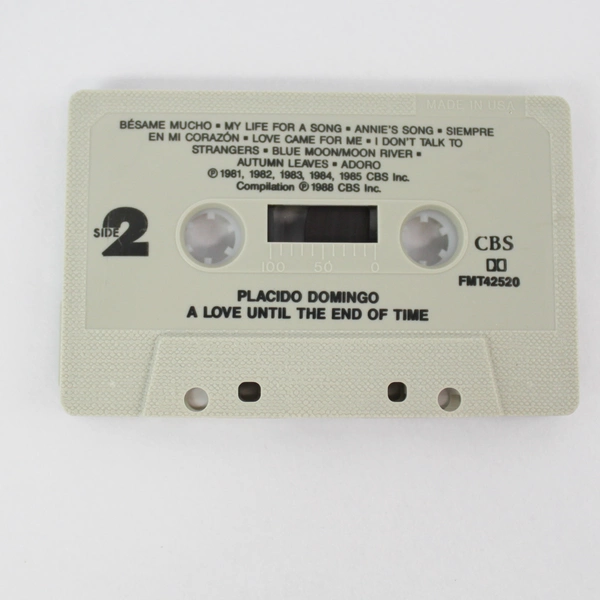 MADE IN USA
BÉSAME MUCHO ▪ MY LIFE FOR A SONG ▪ ANNIE'S SONG ▪ SIEMPRE
EN MI CORAZÓN ▪ LOVE CAME FOR ME ▪ I DON'T TALK TO
STRANGERS ▪ BLUE MOON/MOON RIVER ▪
AUTUMN LEAVES ▪ ADORO
℗ 1981, 1982, 1983, 1984, 1985 CBS Inc.
Compilation ℗ 1988 CBS Inc.
SIDE 2
CBS
100 50 0
FMT42520
PLACIDO DOMINGO
A LOVE UNTIL THE END OF TIME